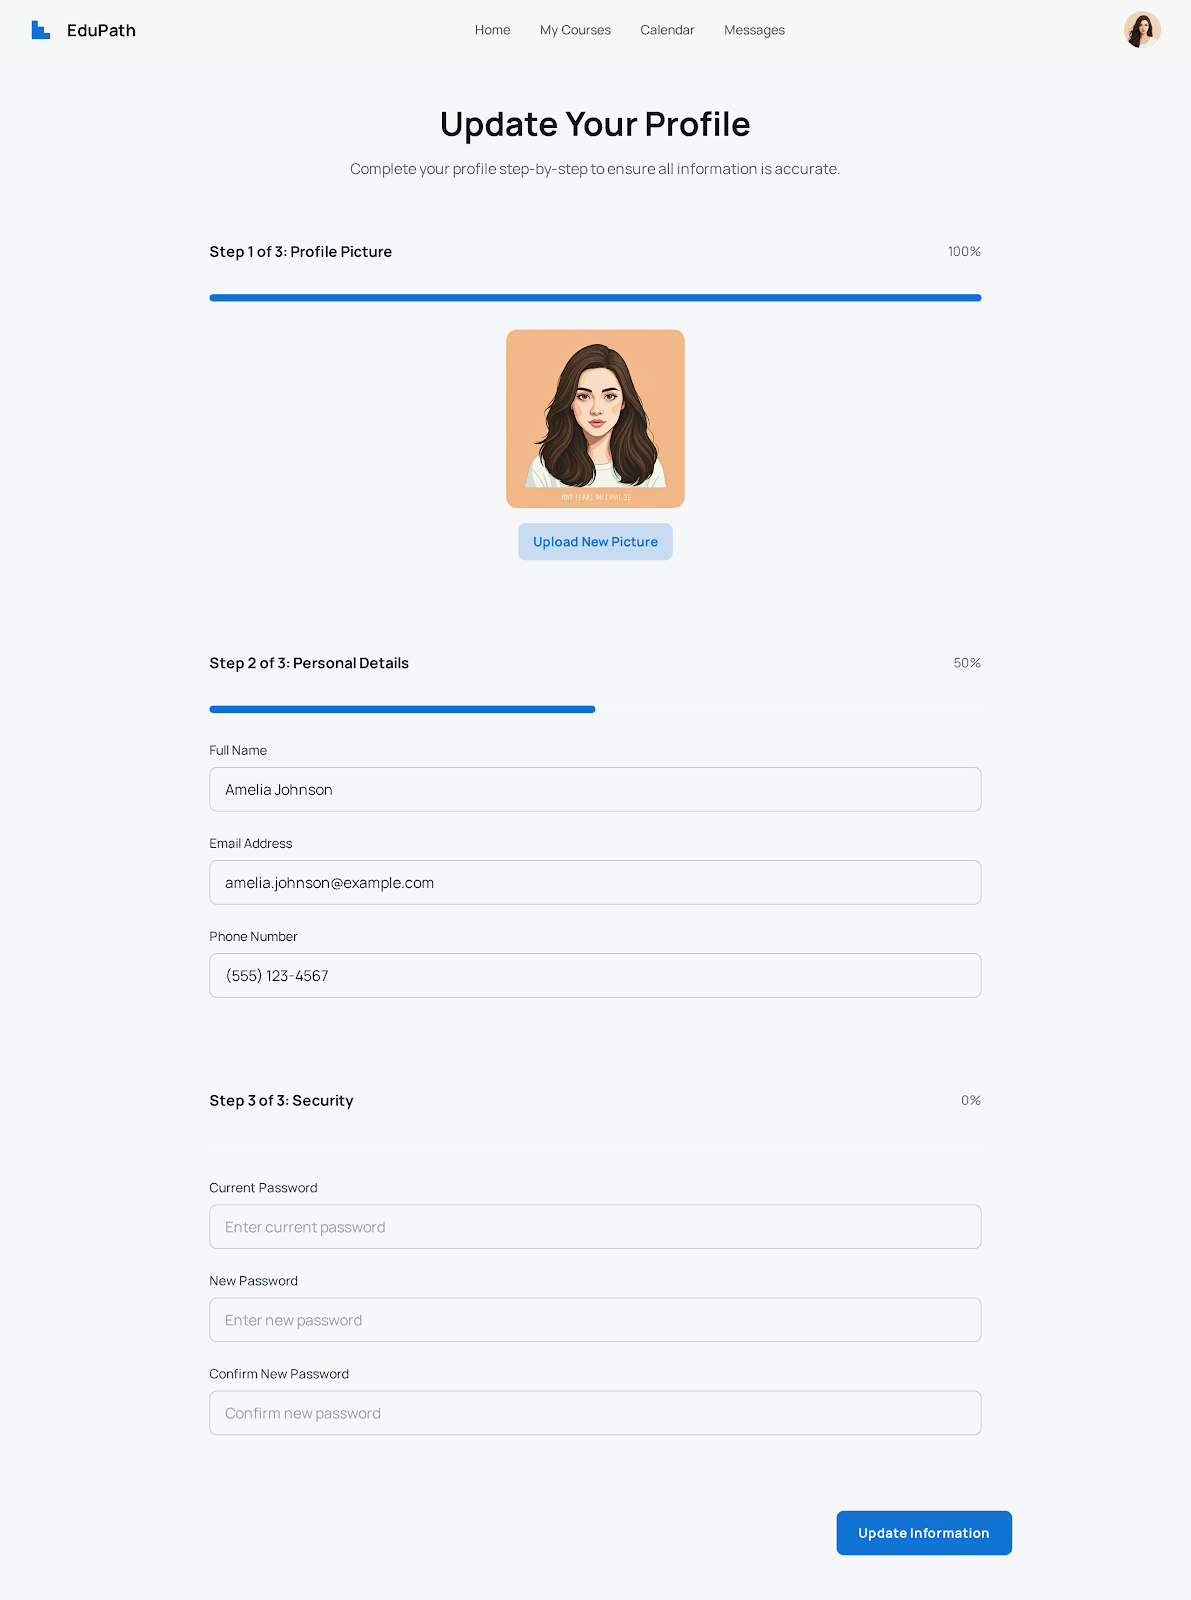 EduPath
Home
My Courses
Calendar
Messages
Update Your Profile
Complete your profile step-by-step to ensure all information is accurate.
Step 1 of 3: Profile Picture
100%
Upload New Picture
Step 2 of 3: Personal Details
50%
Full Name
Amelia Johnson
Email Address
amelia.johnson@example.com
Phone Number
(555) 123-4567
Step 3 of 3: Security
0%
Current Password
Enter current password
New Password
Enter new password
Confirm New Password
Confirm new password
Update Information